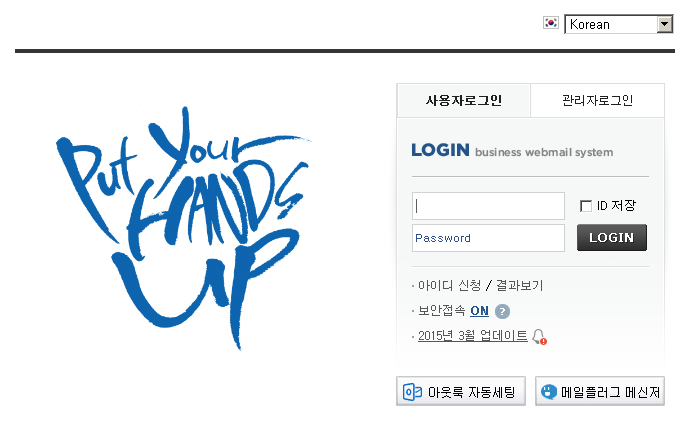 Korean
Put Your
HANDS
UP
사용자로그인
관리자로그인
LOGIN business webmail system
ID 저장
Password
LOGIN
· 아이디 신청 / 결과보기
· 보안접속 ON ?
· 2015년 3월 업데이트
아웃룩 자동세팅
메일플러그 메신저